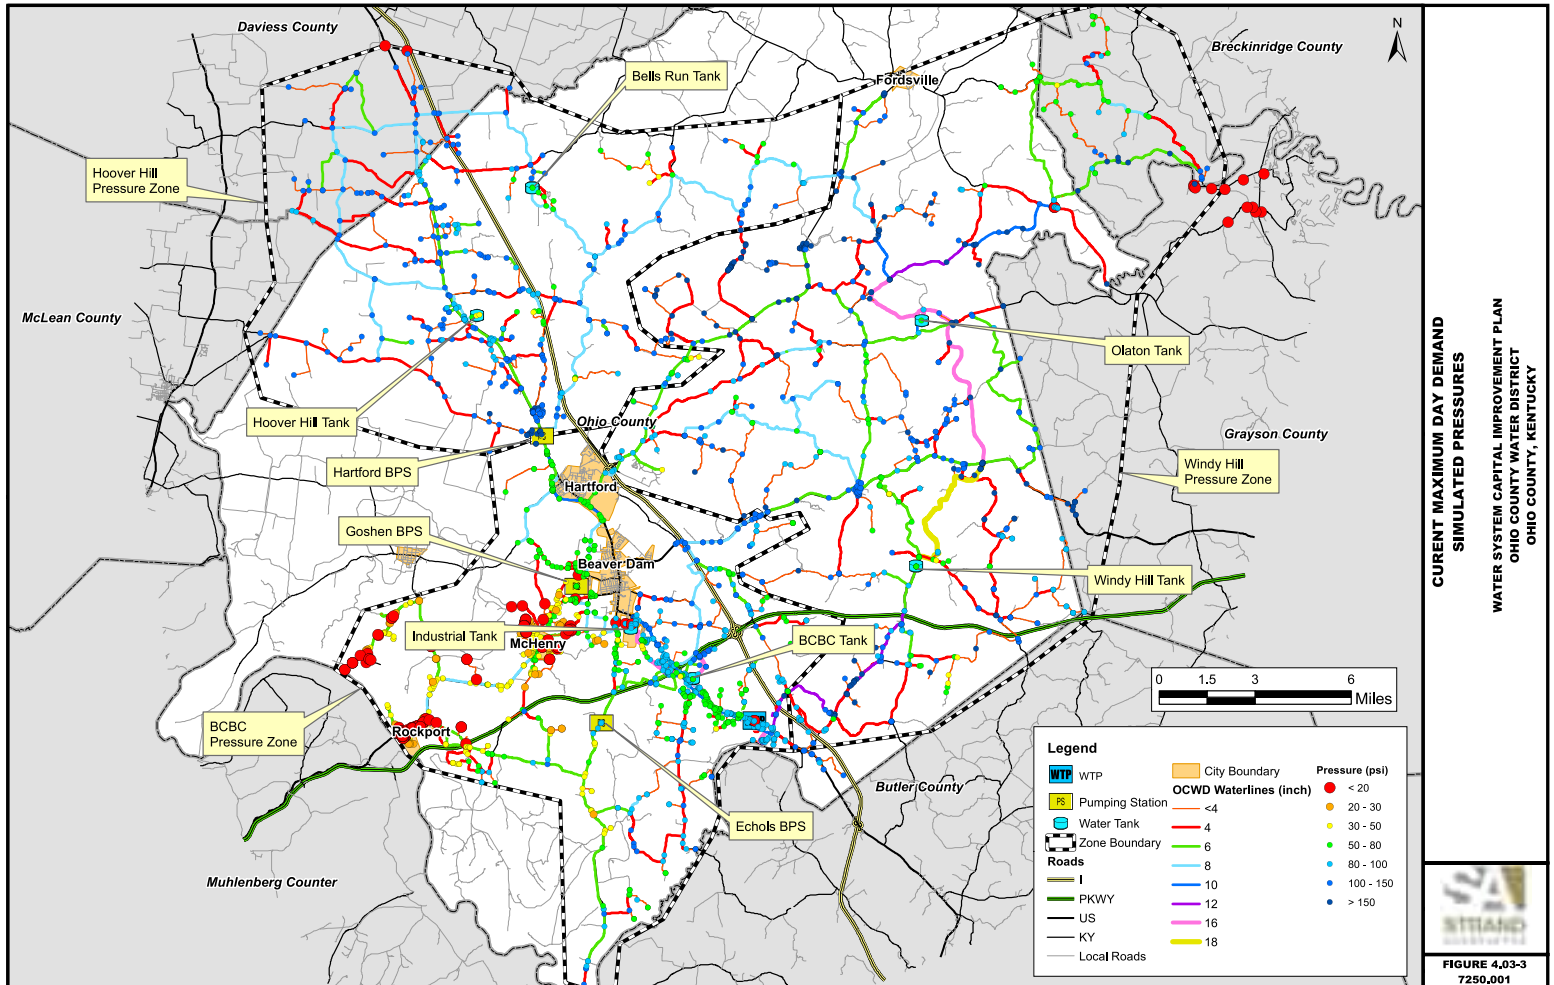 Daviess County
Breckinridge County
N
Bells Run Tank
Fordsville
Hoover Hill
Pressure Zone
McLean County
Olaton Tank
Hoover Hill Tank
Ohio County
Grayson County
Hartford BPS
PS
Windy Hill
Pressure Zone
Hartford
Goshen BPS
PS
Beaver Dam
Windy Hill Tank
Industrial Tank
McHenry
BCBC Tank
BCBC
Pressure Zone
Rockport
PS
Echols BPS
Butler County
Muhlenberg Counter
0 1.5 3 6
Miles
Legend
WTP WTP
PS Pumping Station
Water Tank
Zone Boundary
Roads
I
PKWY
US
KY
Local Roads
City Boundary
OCWD Waterlines (inch)
<4
4
6
8
10
12
16
18
Pressure (psi)
< 20
20 - 30
30 - 50
50 - 80
80 - 100
100 - 150
> 150
CURENT MAXIMUM DAY DEMAND
SIMULATED PRESSURES
WATER SYSTEM CAPITAL IMPROVEMENT PLAN
OHIO COUNTY WATER DISTRICT
OHIO COUNTY, KENTUCKY
STRAND
FIGURE 4.03-3
7250.001